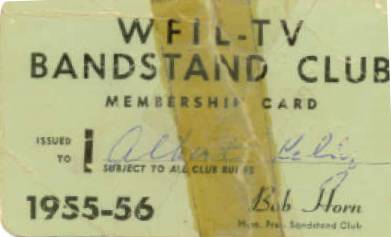 WFIL-TV
BANDSTAND CLUB
MEMBERSHIP CARD
ISSUED
TO Albert
SUBJECT TO ALL CLUB RULES
1955-56
Bob Horn
Hon. Pres. Bandstand Club